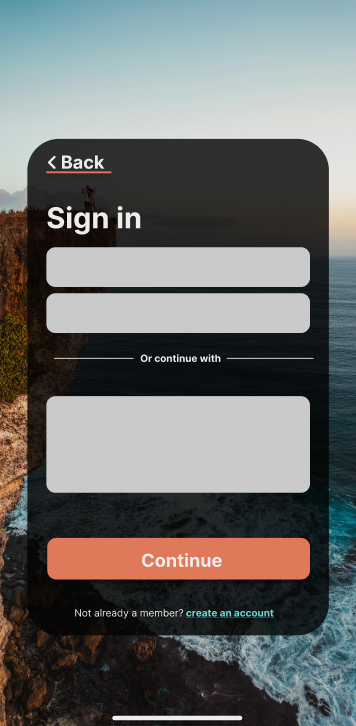 Back
Sign in
Or continue with
Continue
Not already a member? create an account